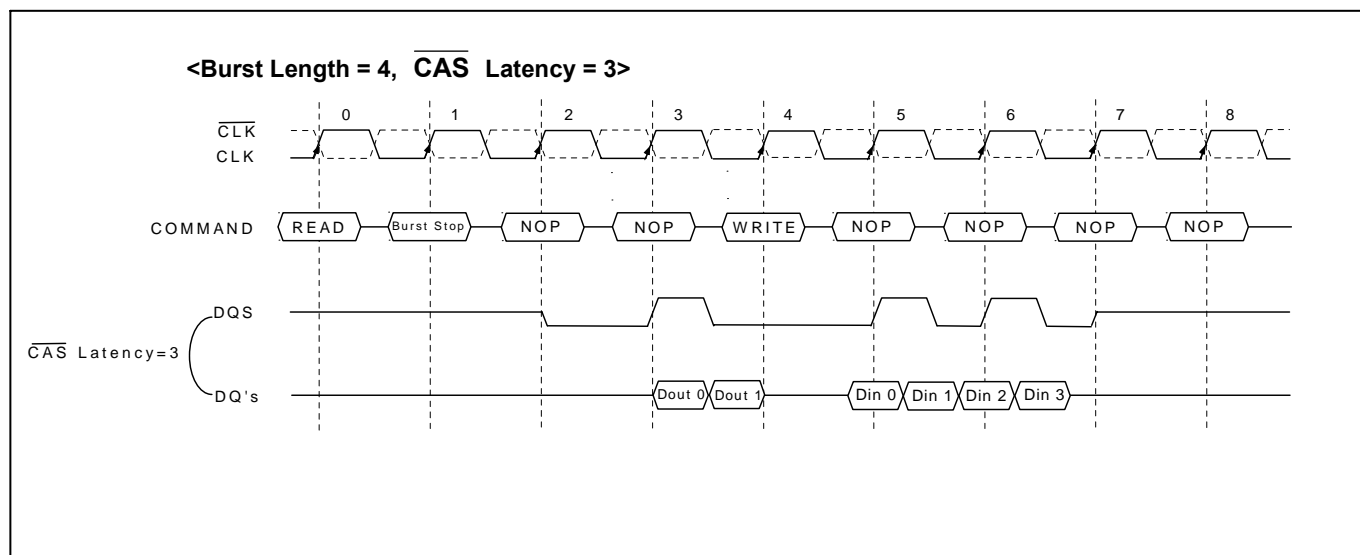 <Burst Length = 4, CAS Latency = 3>
0 1 2 3 4 5 6 7 8
CLK
CLK
COMMAND READ Burst Stop NOP NOP WRITE NOP NOP NOP NOP
DQS
CAS Latency=3
DQ's Dout 0 Dout 1 Din 0 Din 1 Din 2 Din 3